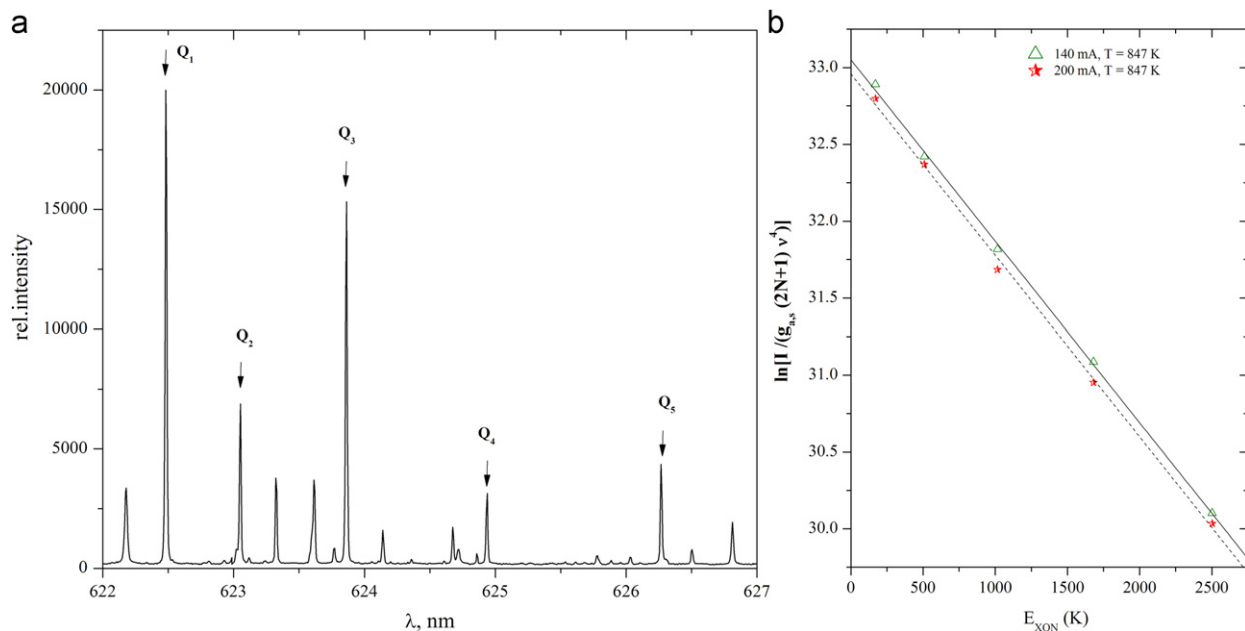 a
Q₁
Q₂
Q₃
Q₄
Q₅
20000
15000
10000
5000
0
rel.intensity
622
623
624
625
626
627
λ, nm
b
140 mA, T = 847 K
200 mA, T = 847 K
33.0
32.5
32.0
31.5
31.0
30.5
30.0
ln[I /(gₐ,ₛ (2N+1) ν⁴)]
0
500
1000
1500
2000
2500
E_XON (K)